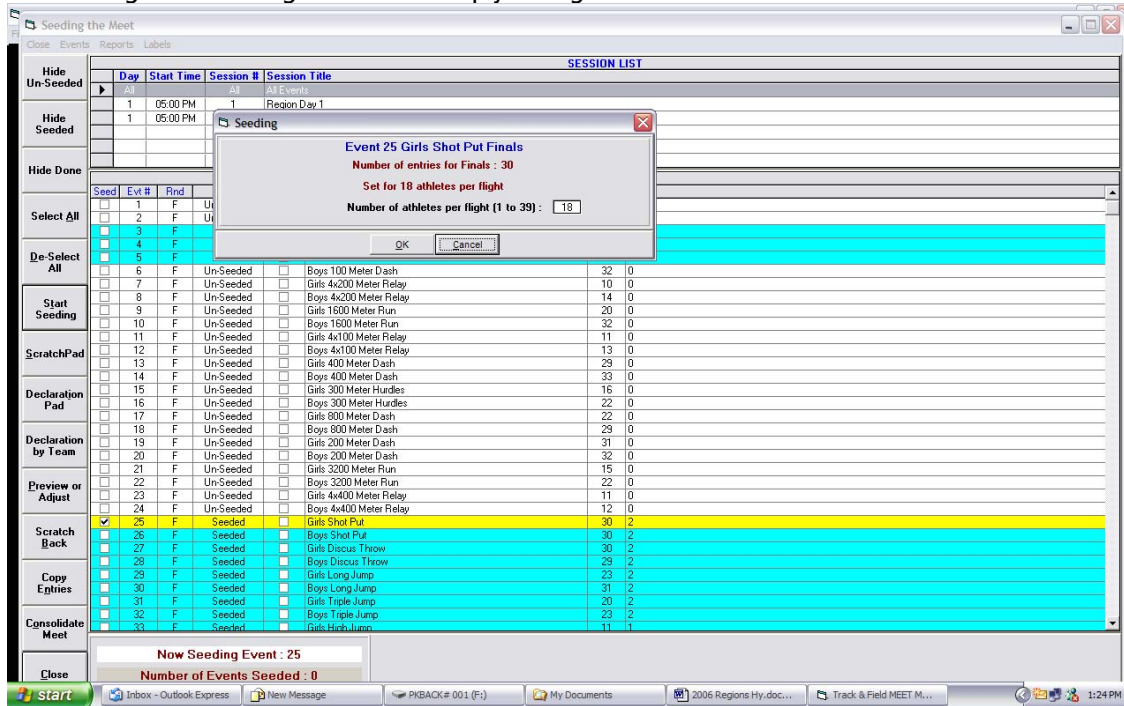 Seeding the Meet
Close Events Reports Labels
SESSION LIST
Day Start Time Session # Session Title
All All All Events
1 05:00 PM 1 Region Day 1
1 05:00 PM
Hide Un-Seeded
Hide Seeded
Hide Done
Select All
De-Select All
Start Seeding
ScratchPad
Declaration Pad
Declaration by Team
Preview or Adjust
Scratch Back
Copy Entries
Consolidate Meet
Close
Seeding
Event 25 Girls Shot Put Finals
Number of entries for Finals : 30
Set for 18 athletes per flight
Number of athletes per flight (1 to 39) : 18
OK Cancel
Seed Evt # Rnd
1 F
2 F
3 F
4 F
5 F
6 F Un-Seeded Boys 100 Meter Dash 32 0
7 F Un-Seeded Girls 4x200 Meter Relay 10 0
8 F Un-Seeded Boys 4x200 Meter Relay 14 0
9 F Un-Seeded Girls 1600 Meter Run 20 0
10 F Un-Seeded Boys 1600 Meter Run 32 0
11 F Un-Seeded Girls 4x100 Meter Relay 11 0
12 F Un-Seeded Boys 4x100 Meter Relay 13 0
13 F Un-Seeded Girls 400 Meter Dash 29 0
14 F Un-Seeded Boys 400 Meter Dash 33 0
15 F Un-Seeded Girls 300 Meter Hurdles 16 0
16 F Un-Seeded Boys 300 Meter Hurdles 22 0
17 F Un-Seeded Girls 800 Meter Dash 22 0
18 F Un-Seeded Boys 800 Meter Dash 29 0
19 F Un-Seeded Girls 200 Meter Dash 31 0
20 F Un-Seeded Boys 200 Meter Dash 32 0
21 F Un-Seeded Girls 3200 Meter Run 15 0
22 F Un-Seeded Boys 3200 Meter Run 22 0
23 F Un-Seeded Girls 4x400 Meter Relay 11 0
24 F Un-Seeded Boys 4x400 Meter Relay 12 0
25 F Seeded Girls Shot Put 30 2
26 F Seeded Boys Shot Put 30 2
27 F Seeded Girls Discus Throw 30 2
28 F Seeded Boys Discus Throw 29 2
29 F Seeded Girls Long Jump 23 2
30 F Seeded Boys Long Jump 31 2
31 F Seeded Girls Triple Jump 20 2
32 F Seeded Boys Triple Jump 23 2
33 F Seeded Girls High Jump 11 1
Now Seeding Event : 25
Number of Events Seeded : 0
start Inbox - Outlook Express New Message PKBACK# 001 (F:) My Documents 2006 Regions Hy.doc... Track & Field MEET M... 1:24 PM